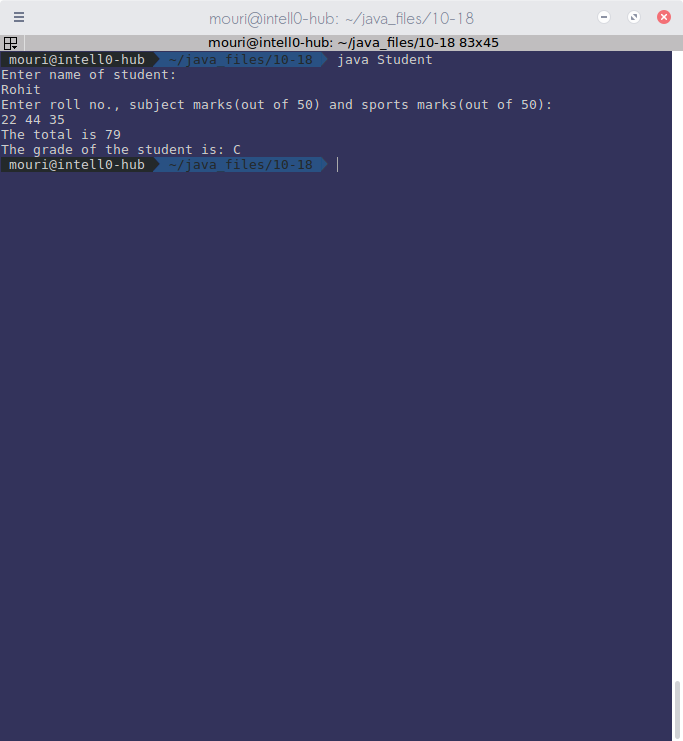 mouri@intell0-hub: ~/java_files/10-18
mouri@intell0-hub: ~/java_files/10-18 83x45
mouri@intell0-hub ~/java_files/10-18 java Student
Enter name of student:
Rohit
Enter roll no., subject marks(out of 50) and sports marks(out of 50):
22 44 35
The total is 79
The grade of the student is: C
mouri@intell0-hub ~/java_files/10-18